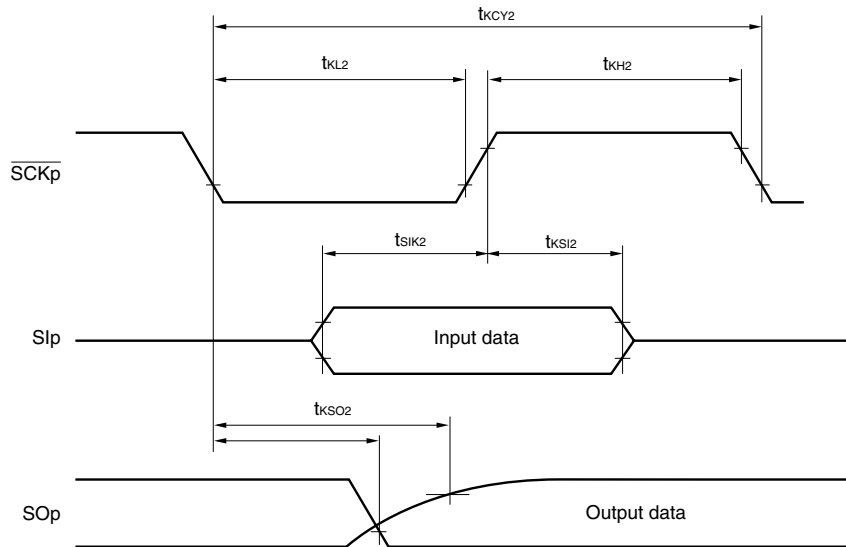 tKCY2
tKL2
tKH2
SCKp
tSIK2
tKSI2
SIp
Input data
tKSO2
SOp
Output data